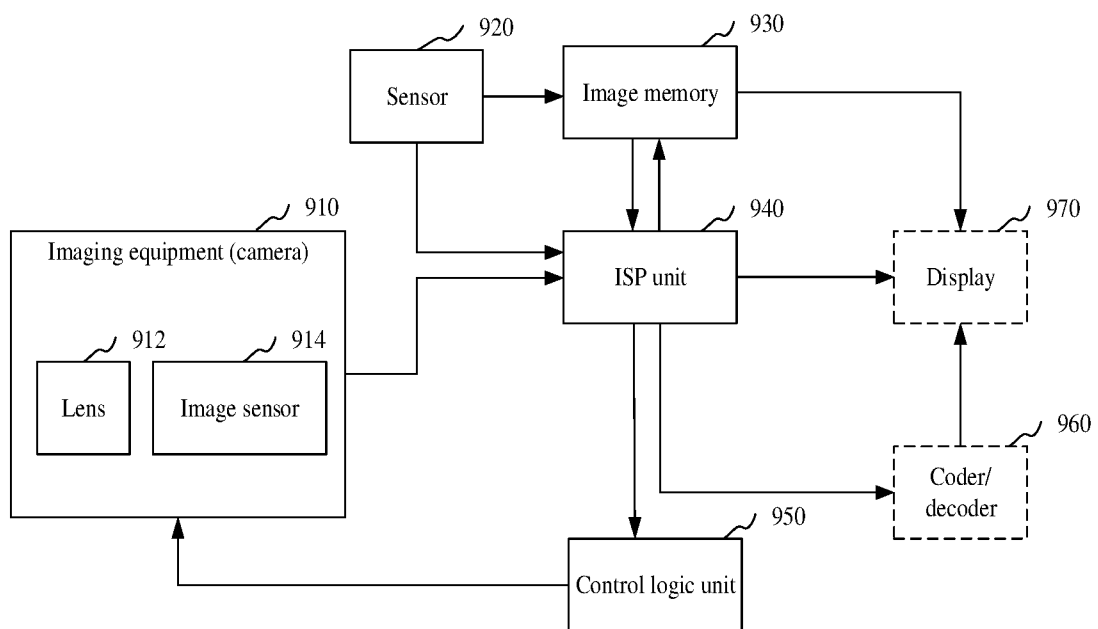 920
930
Sensor
Image memory
910
940
970
Imaging equipment (camera)
ISP unit
Display
912
914
Lens
Image sensor
960
Coder/
decoder
950
Control logic unit